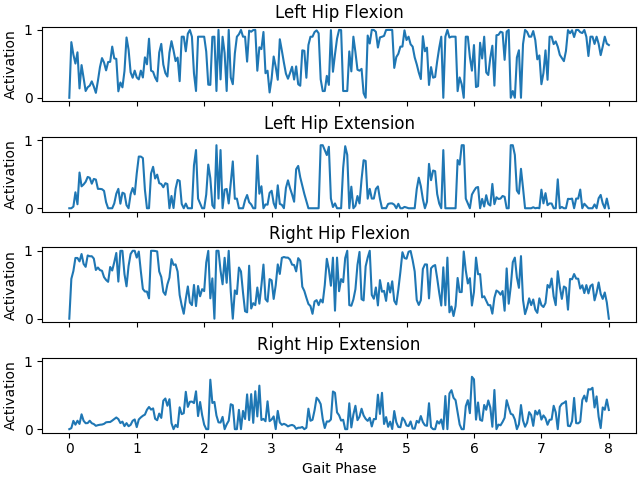 Left Hip Flexion
1
Activation
0
Left Hip Extension
1
Activation
0
Right Hip Flexion
1
Activation
0
Right Hip Extension
1
Activation
0
0 1 2 3 4 5 6 7 8
Gait Phase